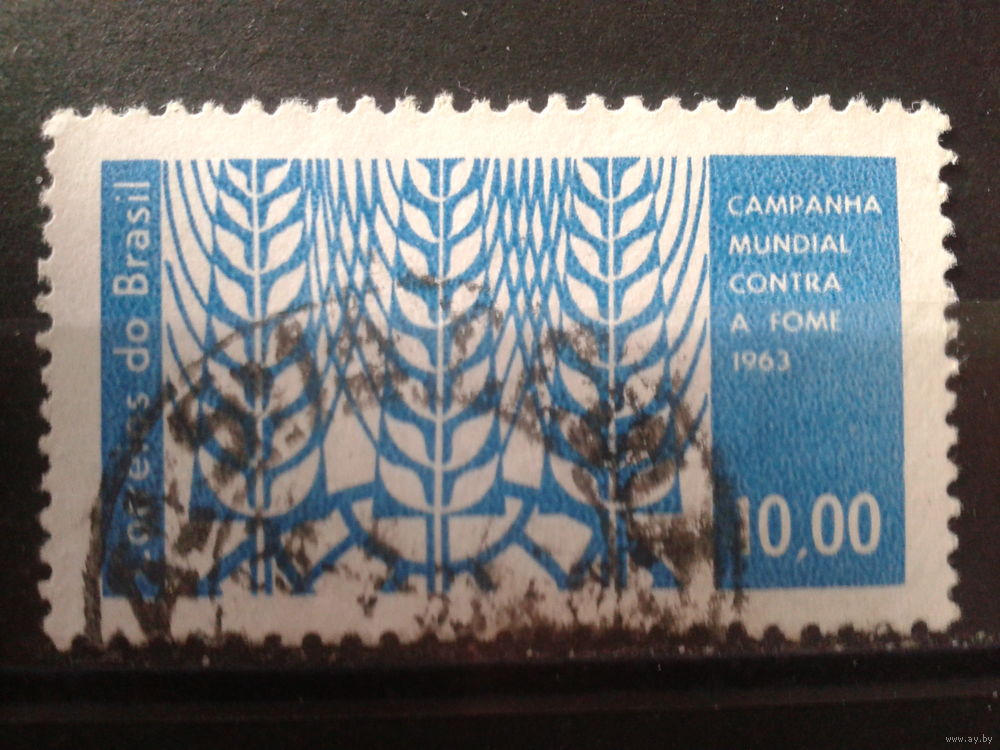 do Brasil
CAMPANHA
MUNDIAL
CONTRA
A FOME
1963
10,00
www.ay.by